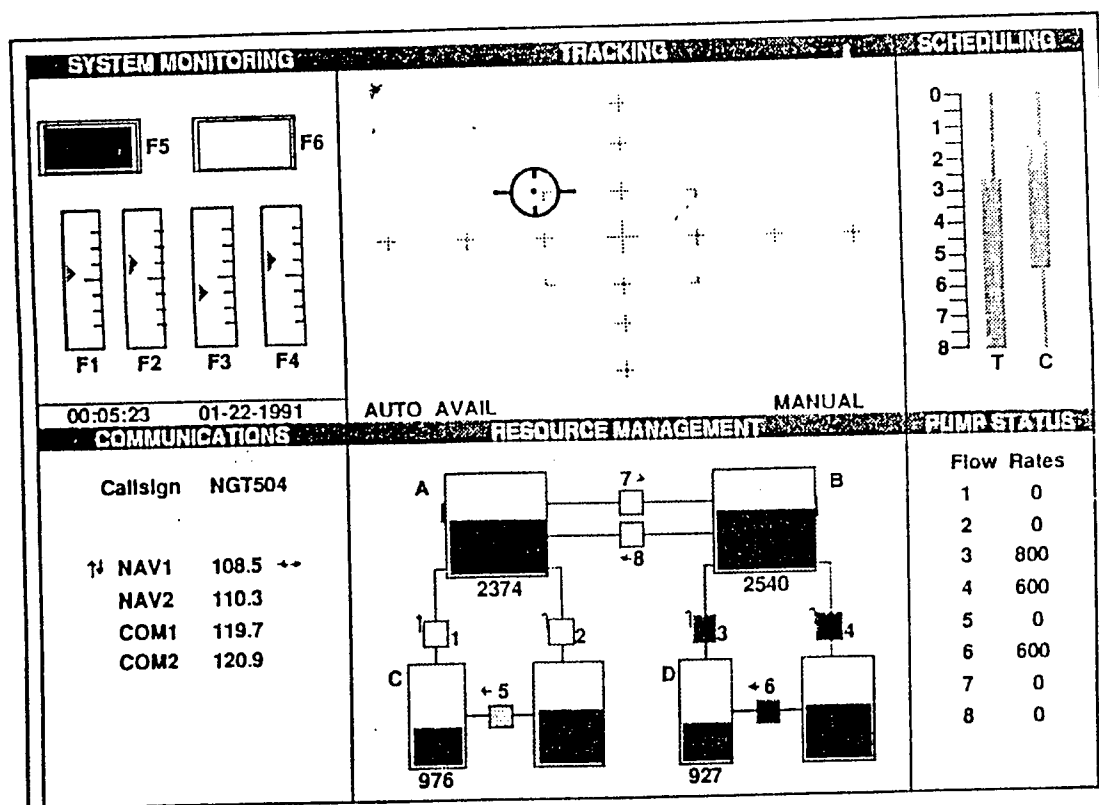 SYSTEM MONITORING
F5
F6
F1 F2 F3 F4
00:05:23 01-22-1991
TRACKING
AUTO AVAIL MANUAL
SCHEDULING
0
1
2
3
4
5
6
7
8
T C
COMMUNICATIONS
Callsign NGT504
NAV1 108.5
NAV2 110.3
COM1 119.7
COM2 120.9
RESOURCE MANAGEMENT
A
7
B
8
2374
2540
1
2
3
4
C
5
D
6
976
927
PUMP STATUS
Flow Rates
1 0
2 0
3 800
4 600
5 0
6 600
7 0
8 0